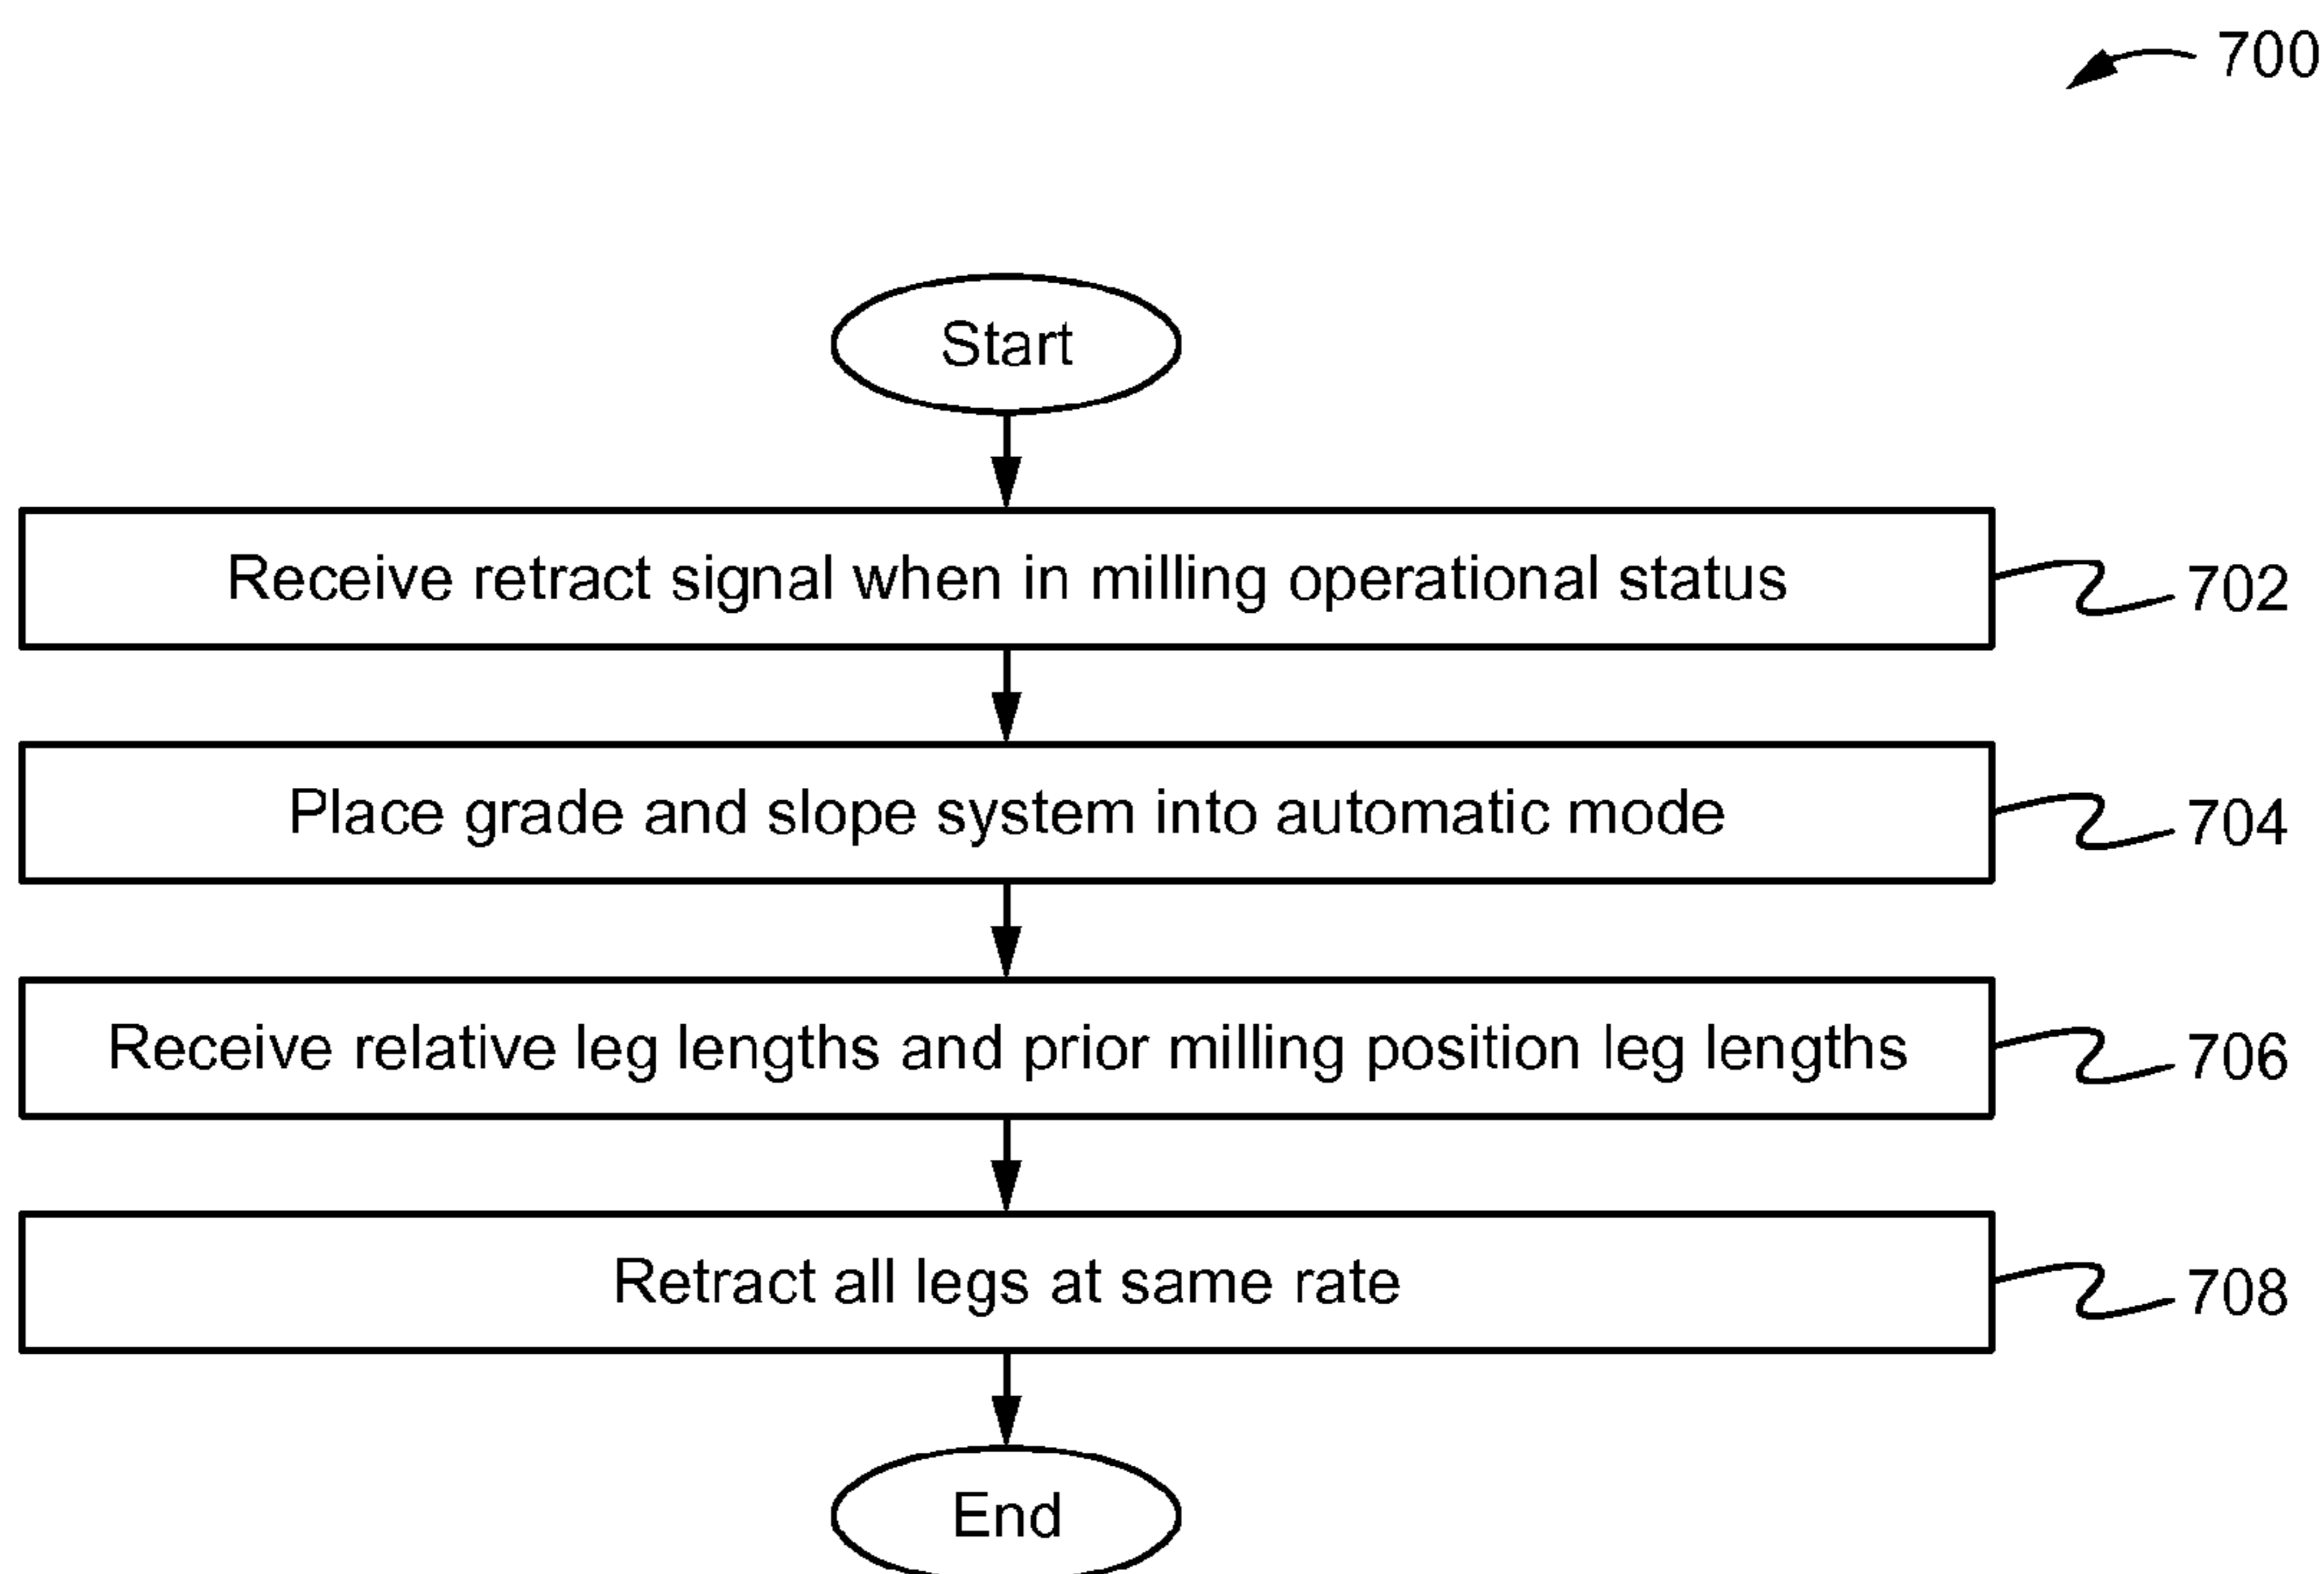 700
Start
Receive retract signal when in milling operational status
702
Place grade and slope system into automatic mode
704
Receive relative leg lengths and prior milling position leg lengths
706
Retract all legs at same rate
708
End